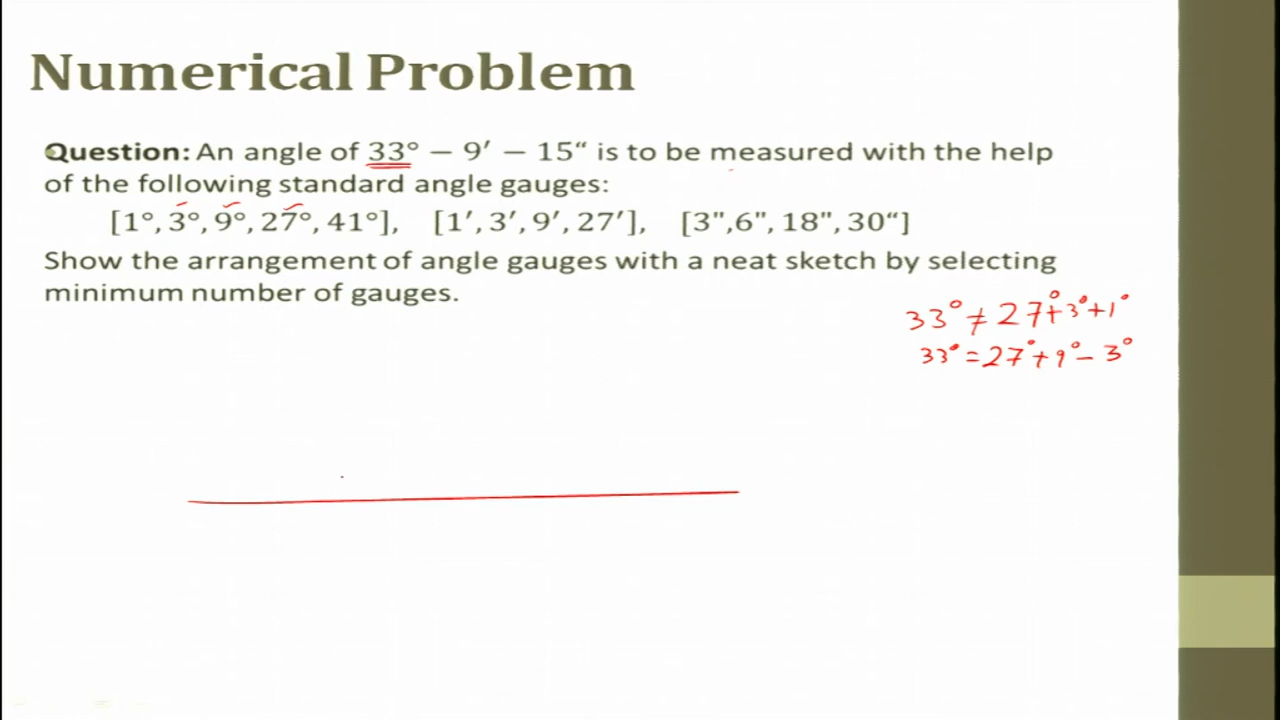 Numerical Problem
Question: An angle of 33° − 9′ − 15“ is to be measured with the help
of the following standard angle gauges:
[1°, 3°, 9°, 27°, 41°], [1′, 3′, 9′, 27′], [3",6", 18", 30“]
Show the arrangement of angle gauges with a neat sketch by selecting
minimum number of gauges.
33° ≠ 27°+3°+1°
33° = 27°+9°−3°